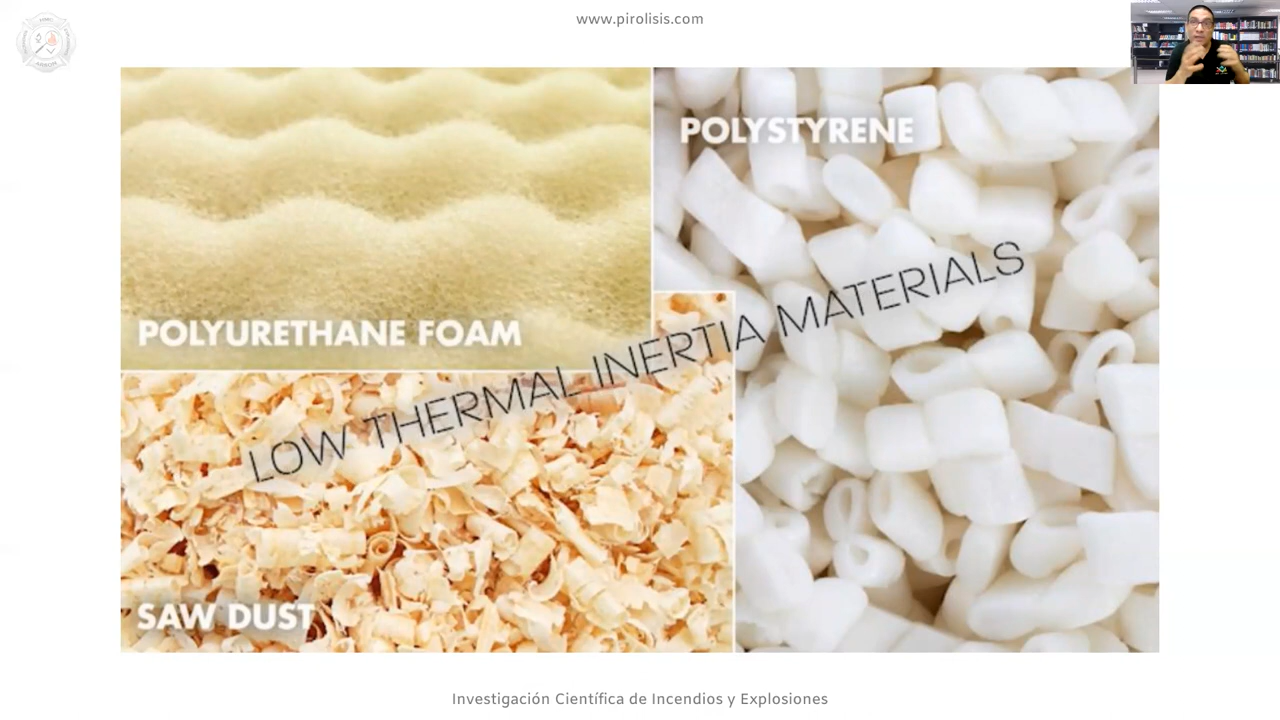 www.pirolisis.com
POLYSTYRENE
POLYURETHANE FOAM
LOW THERMAL INERTIA MATERIALS
SAW DUST
Investigación Científica de Incendios y Explosiones